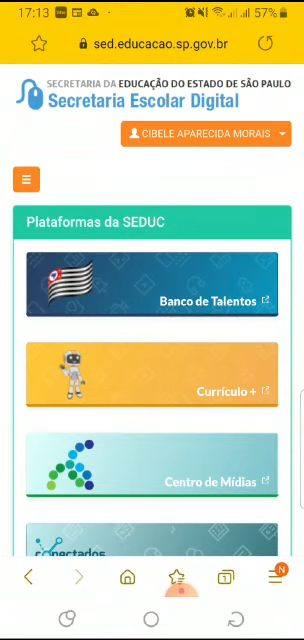 17:13
57%
sed.educacao.sp.gov.br
SECRETARIA DA EDUCAÇÃO DO ESTADO DE SÃO PAULO
Secretaria Escolar Digital
CIBELE APARECIDA MORAIS
Plataformas da SEDUC
Banco de Talentos
Currículo +
Centro de Mídias
conectados
1
N